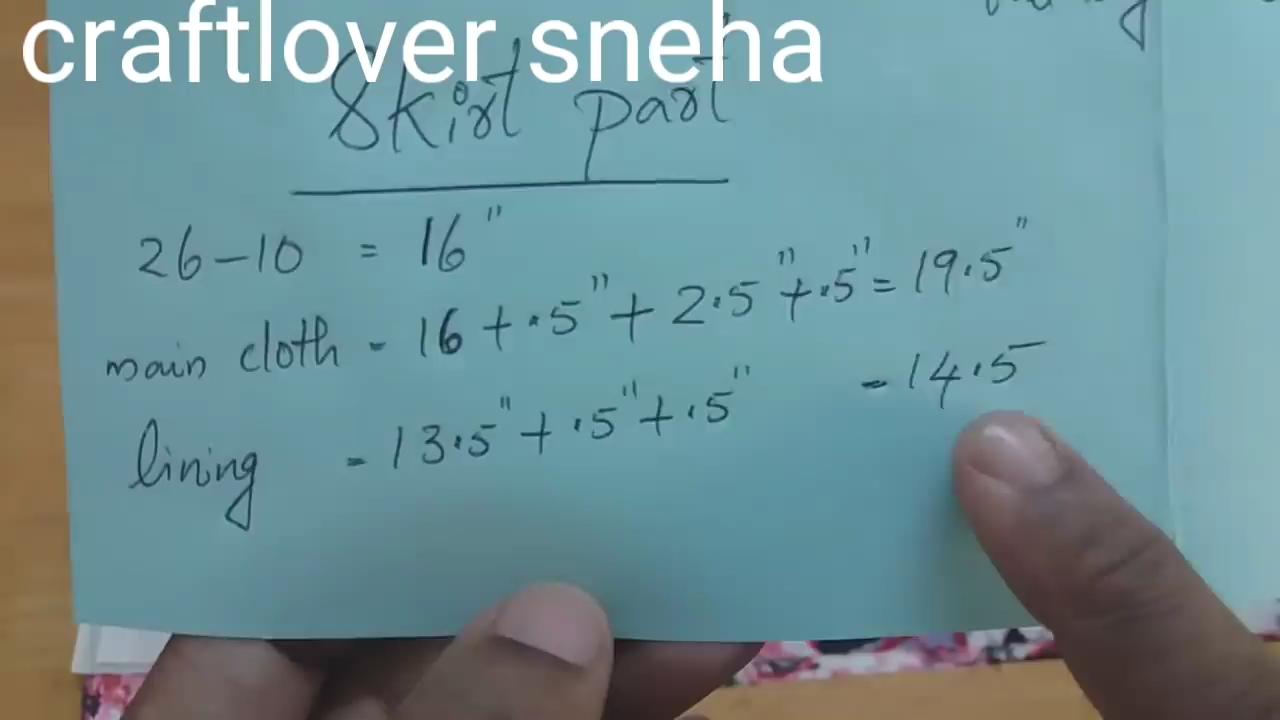 craftlover sneha
Skirt part
26-10 = 16"
main cloth - 16 + .5" + 2.5" + .5" = 19.5"
lining - 13.5" + .5" + .5" - 14.5